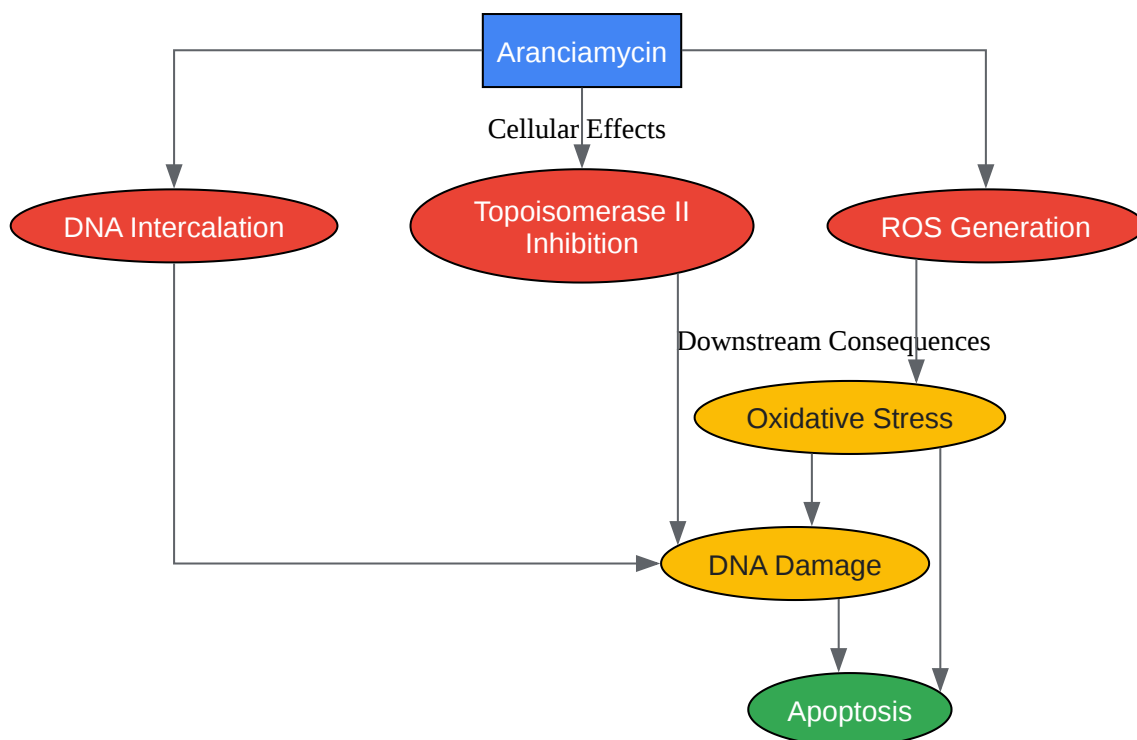 Aranciamycin
Cellular Effects
DNA Intercalation
Topoisomerase II
Inhibition
ROS Generation
Downstream Consequences
Oxidative Stress
DNA Damage
Apoptosis